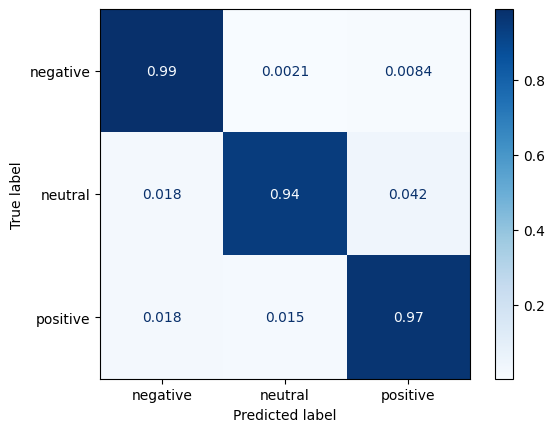 negative 0.99 0.0021 0.0084
neutral 0.018 0.94 0.042
positive 0.018 0.015 0.97
negative neutral positive
Predicted label
True label
0.8
0.6
0.4
0.2